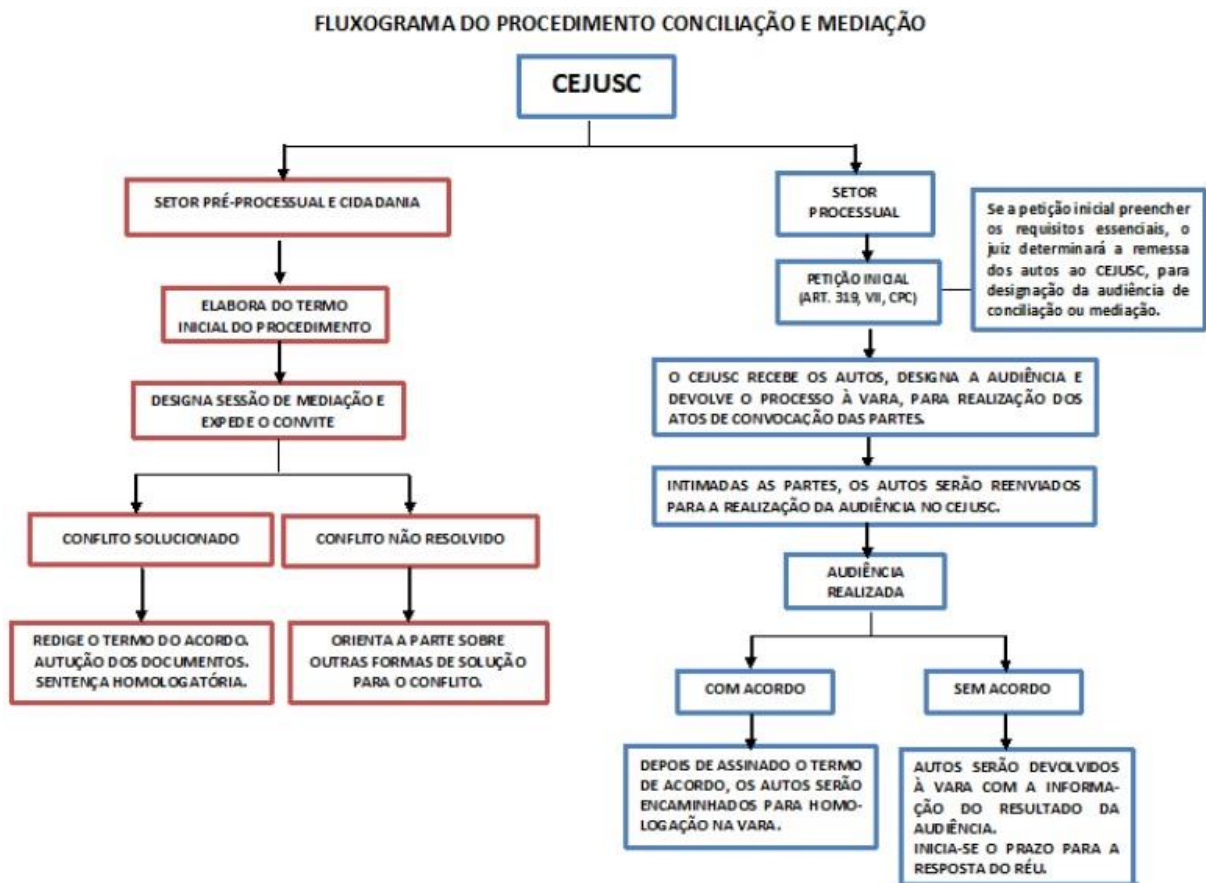 FLUXOGRAMA DO PROCEDIMENTO CONCILIAÇÃO E MEDIAÇÃO
CEJUSC
SETOR PRÉ-PROCESSUAL E CIDADANIA
ELABORA DO TERMO
INICIAL DO PROCEDIMENTO
DESIGNA SESSÃO DE MEDIAÇÃO E
EXPEDE O CONVITE
CONFLITO SOLUCIONADO
CONFLITO NÃO RESOLVIDO
REDIGE O TERMO DO ACORDO.
AUTUÇÃO DOS DOCUMENTOS.
SENTENÇA HOMOLOGATÓRIA.
ORIENTA A PARTE SOBRE
OUTRAS FORMAS DE SOLUÇÃO
PARA O CONFLITO.
SETOR
PROCESSUAL
PETIÇÃO INICIAL
(ART. 319, VII, CPC)
Se a petição inicial preencher
os requisitos essenciais, o
juiz determinará a remessa
dos autos ao CEJUSC, para
designação da audiência de
conciliação ou mediação.
O CEJUSC RECEBE OS AUTOS, DESIGNA A AUDIÊNCIA E
DEVOLVE O PROCESSO À VARA, PARA REALIZAÇÃO DOS
ATOS DE CONVOCAÇÃO DAS PARTES.
INTIMADAS AS PARTES, OS AUTOS SERÃO REENVIADOS
PARA A REALIZAÇÃO DA AUDIÊNCIA NO CEJUSC.
AUDIÊNCIA
REALIZADA
COM ACORDO
SEM ACORDO
DEPOIS DE ASSINADO O TERMO
DE ACORDO, OS AUTOS SERÃO
ENCAMINHADOS PARA HOMO-
LOGAÇÃO NA VARA.
AUTOS SERÃO DEVOLVIDOS
À VARA COM A INFORMA-
ÇÃO DO RESULTADO DA
AUDIÊNCIA.
INICIA-SE O PRAZO PARA A
RESPOSTA DO RÉU.